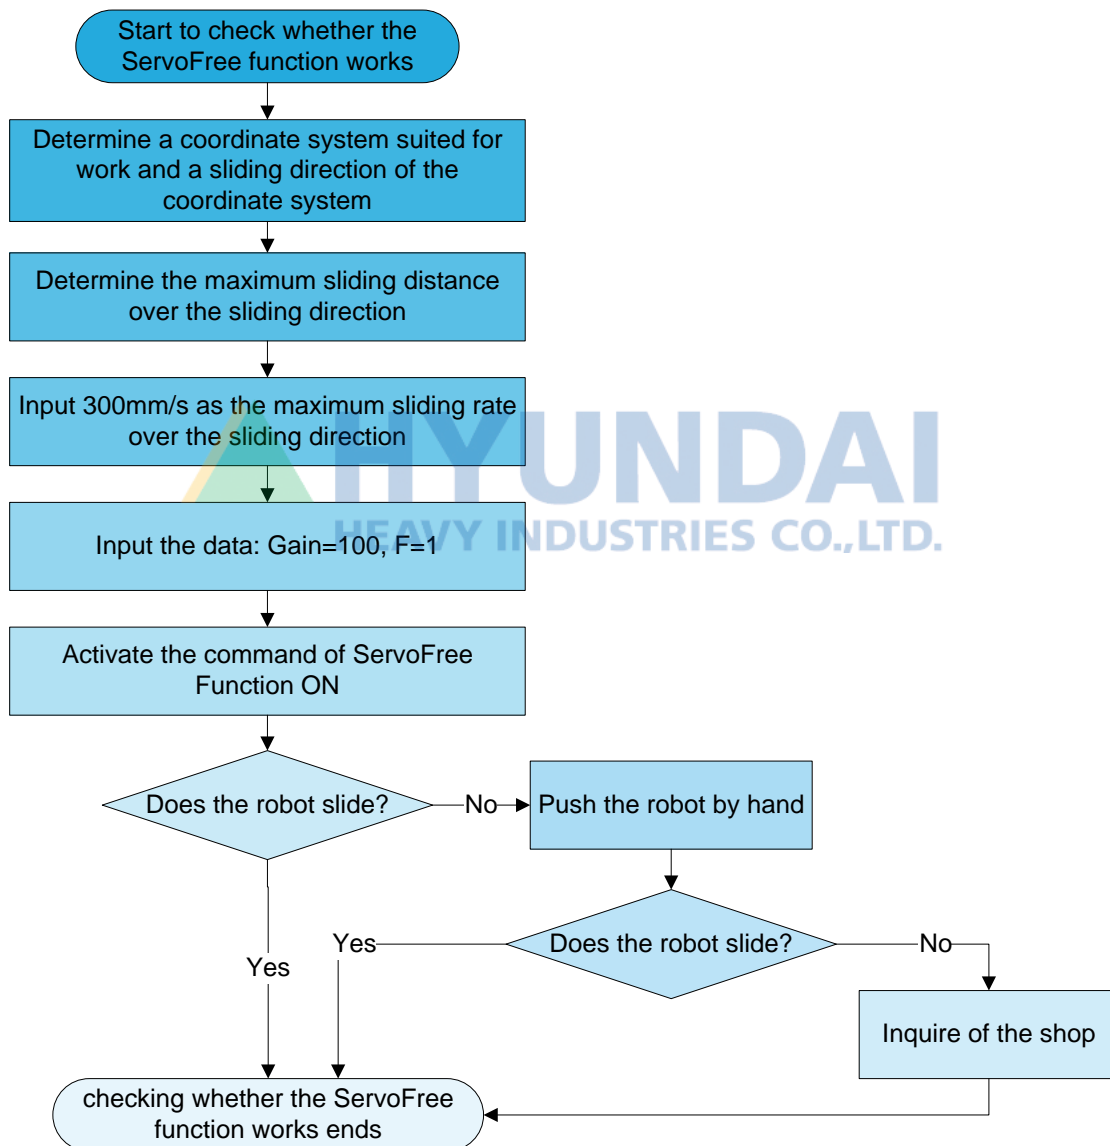 Start to check whether the
ServoFree function works
Determine a coordinate system suited for
work and a sliding direction of the
coordinate system
Determine the maximum sliding distance
over the sliding direction
Input 300mm/s as the maximum sliding rate
over the sliding direction
HYUNDAI
HEAVY INDUSTRIES CO.,LTD.
Input the data: Gain=100, F=1
Activate the command of ServoFree
Function ON
Does the robot slide?
No
Push the robot by hand
Yes
Does the robot slide?
No
Yes
Inquire of the shop
checking whether the ServoFree
function works ends